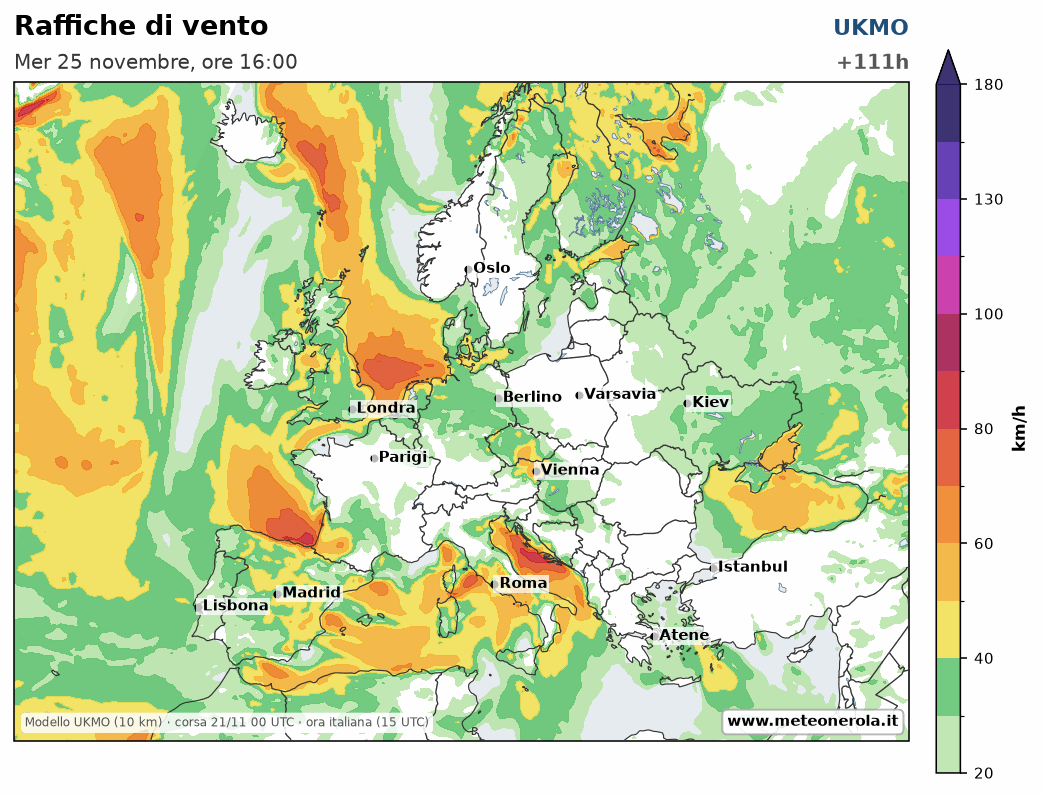 Raffiche di vento
UKMO
Mer 25 novembre, ore 16:00
+111h
180
130
100
80
60
40
20
km/h
Oslo
Berlino
Varsavia
Kiev
Londra
Parigi
Vienna
Istanbul
Roma
Madrid
Lisbona
Atene
Modello UKMO (10 km) · corsa 21/11 00 UTC · ora italiana (15 UTC)
www.meteonerola.it